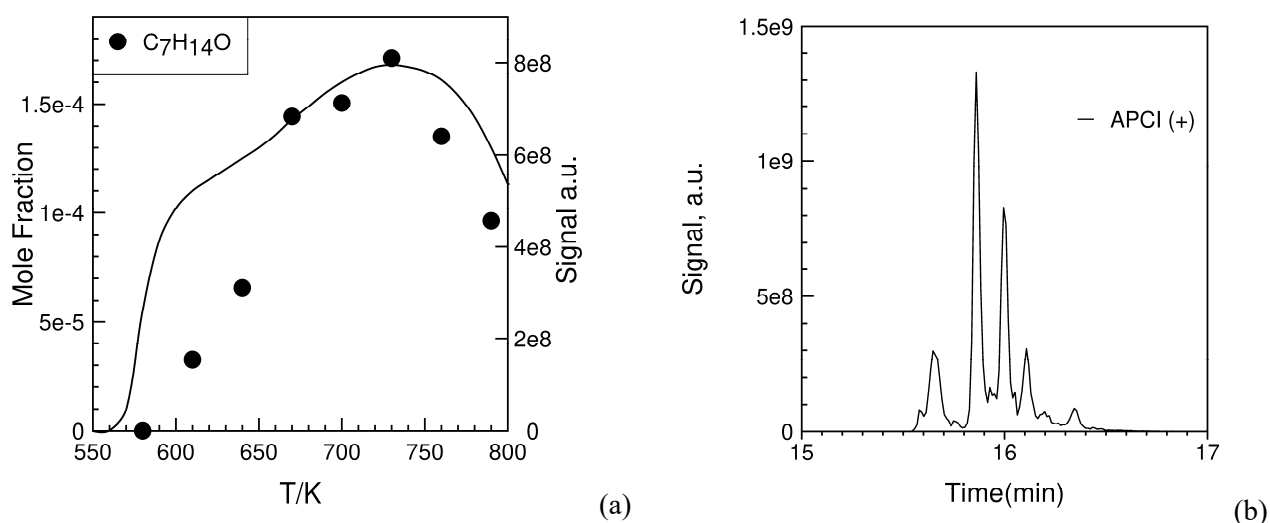 C7H14O
Mole Fraction
1.5e-4
1e-4
5e-5
0
8e8
6e8
4e8
2e8
0
Signal a.u.
550 600 650 700 750 800
T/K
(a)
1.5e9
1e9
5e8
0
Signal, a.u.
— APCI (+)
15 16 17
Time(min)
(b)